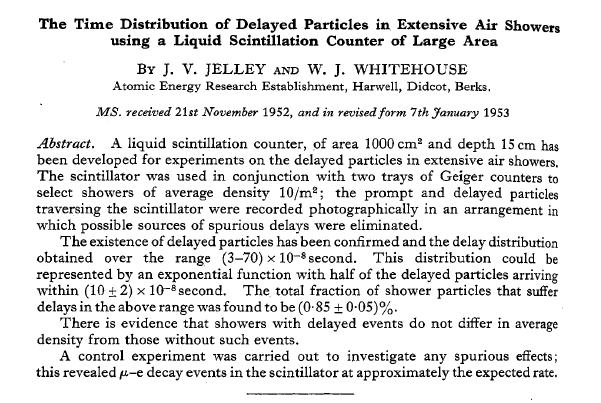 The Time Distribution of Delayed Particles in Extensive Air Showers
using a Liquid Scintillation Counter of Large Area
By J. V. JELLEY AND W. J. WHITEHOUSE
Atomic Energy Research Establishment, Harwell, Didcot, Berks.
MS. received 21st November 1952, and in revised form 7th January 1953
Abstract. A liquid scintillation counter, of area 1000 cm² and depth 15 cm has
been developed for experiments on the delayed particles in extensive air showers.
The scintillator was used in conjunction with two trays of Geiger counters to
select showers of average density 10/m²; the prompt and delayed particles
traversing the scintillator were recorded photographically in an arrangement in
which possible sources of spurious delays were eliminated.
The existence of delayed particles has been confirmed and the delay distribution
obtained over the range (3–70) × 10⁻⁸ second. This distribution could be
represented by an exponential function with half of the delayed particles arriving
within (10 ± 2) × 10⁻⁸ second. The total fraction of shower particles that suffer
delays in the above range was found to be (0·85 ± 0·05)%.
There is evidence that showers with delayed events do not differ in average
density from those without such events.
A control experiment was carried out to investigate any spurious effects;
this revealed μ–e decay events in the scintillator at approximately the expected rate.